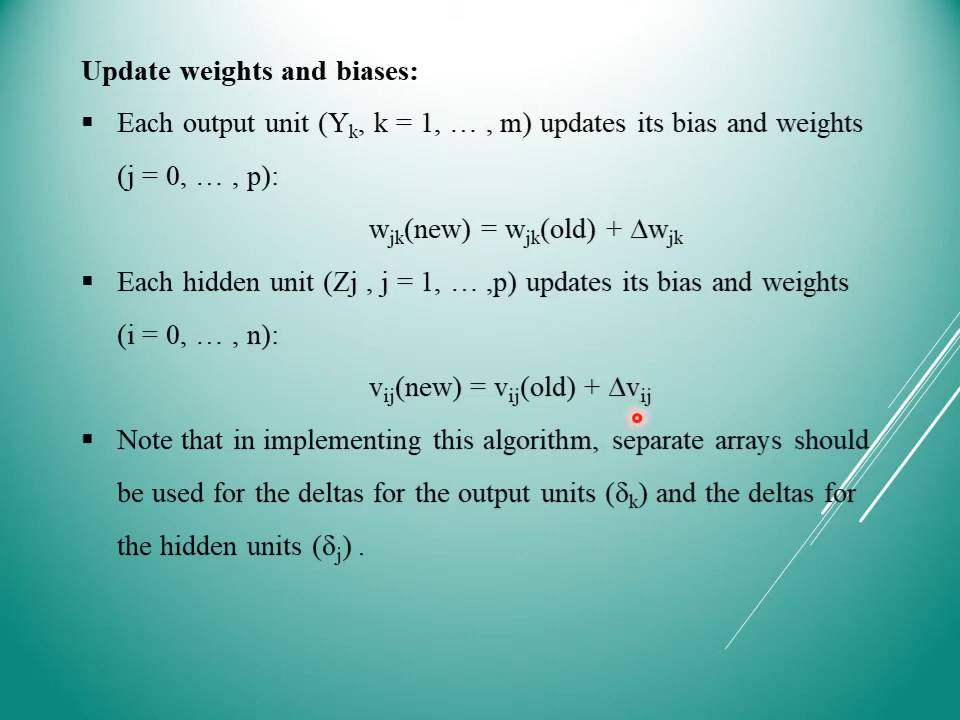 Update weights and biases:
▪ Each output unit (Yₖ, k = 1, … , m) updates its bias and weights
(j = 0, … , p):
wⱼₖ(new) = wⱼₖ(old) + Δwⱼₖ
▪ Each hidden unit (Zj , j = 1, … ,p) updates its bias and weights
(i = 0, … , n):
vᵢⱼ(new) = vᵢⱼ(old) + Δvᵢⱼ
▪ Note that in implementing this algorithm, separate arrays should
be used for the deltas for the output units (δₖ) and the deltas for
the hidden units (δⱼ) .